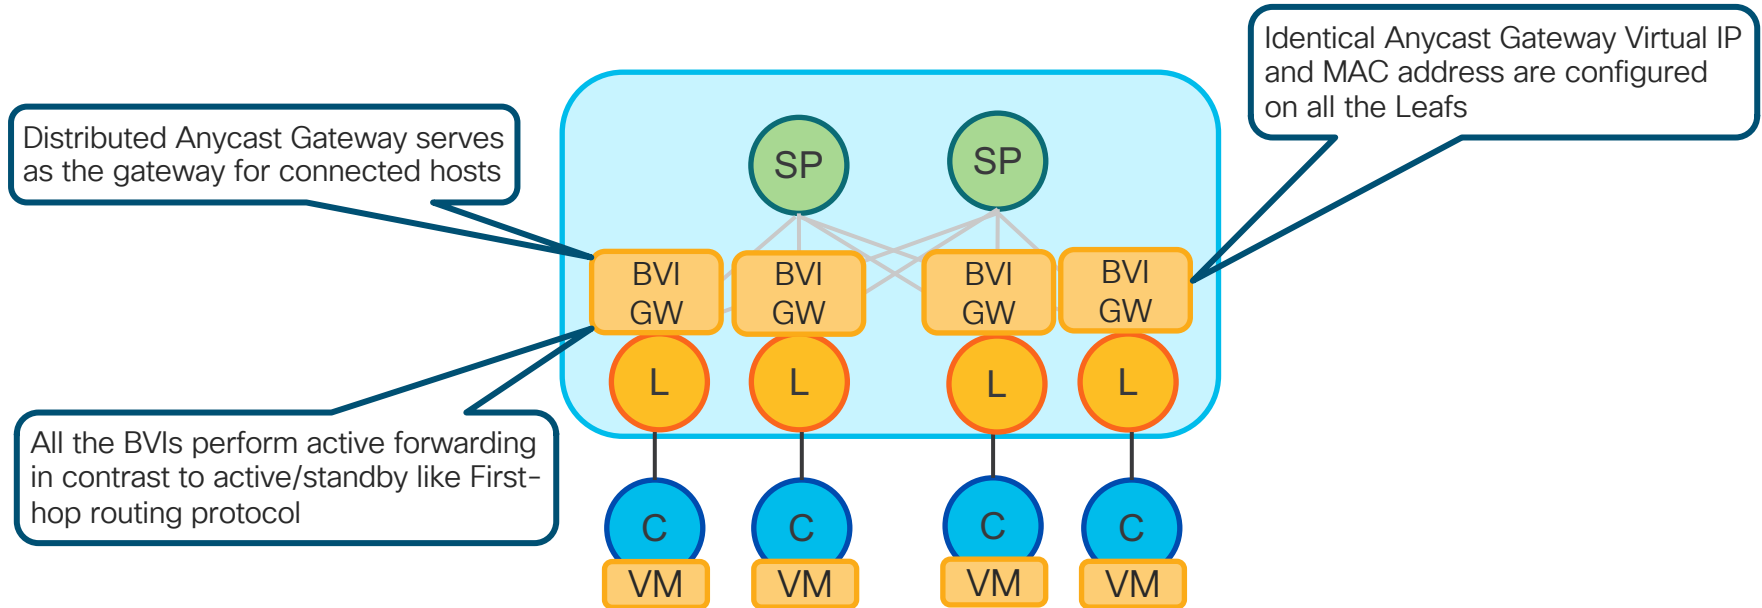 Identical Anycast Gateway Virtual IP
and MAC address are configured
on all the Leafs
Distributed Anycast Gateway serves
as the gateway for connected hosts
SP
SP
BVI
GW
BVI
GW
BVI
GW
BVI
GW
L
L
L
L
All the BVIs perform active forwarding
in contrast to active/standby like First-
hop routing protocol
C
C
C
C
VM
VM
VM
VM